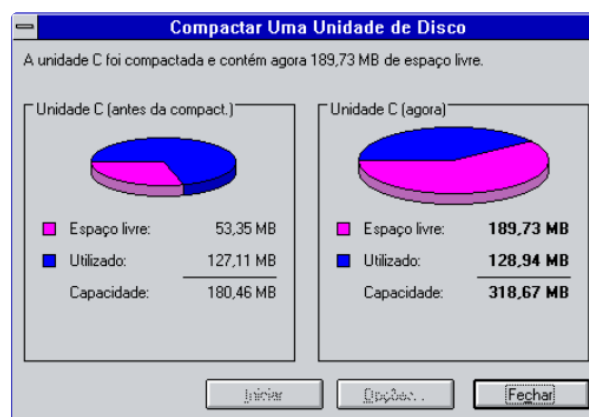 Compactar Uma Unidade de Disco
A unidade C foi compactada e contém agora 189,73 MB de espaço livre.
Unidade C (antes da compact.)
Espaço livre: 53,35 MB
Utilizado: 127,11 MB
Capacidade: 180,46 MB
Unidade C (agora)
Espaço livre: 189,73 MB
Utilizado: 128,94 MB
Capacidade: 318,67 MB
Iniciar
Opções...
Fechar